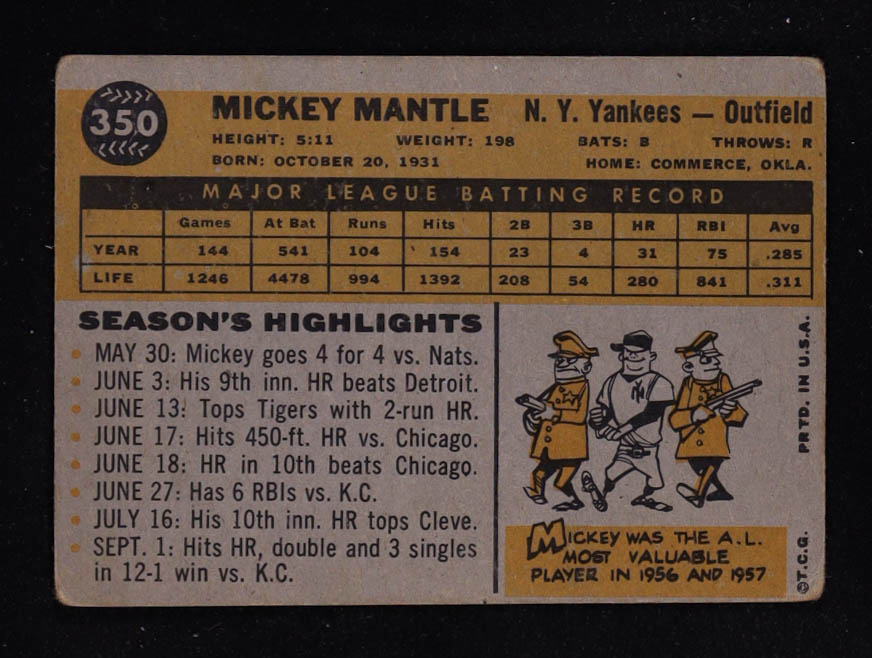 350
MICKEY MANTLE N. Y. Yankees — Outfield
HEIGHT: 5:11 WEIGHT: 198 BATS: B THROWS: R
BORN: OCTOBER 20, 1931 HOME: COMMERCE, OKLA.
MAJOR LEAGUE BATTING RECORD
Games At Bat Runs Hits 2B 3B HR RBI Avg
YEAR 144 541 104 154 23 4 31 75 .285
LIFE 1246 4478 994 1392 208 54 280 841 .311
SEASON'S HIGHLIGHTS
MAY 30: Mickey goes 4 for 4 vs. Nats.
JUNE 3: His 9th inn. HR beats Detroit.
JUNE 13: Tops Tigers with 2-run HR.
JUNE 17: Hits 450-ft. HR vs. Chicago.
JUNE 18: HR in 10th beats Chicago.
JUNE 27: Has 6 RBIs vs. K.C.
JULY 16: His 10th inn. HR tops Cleve.
SEPT. 1: Hits HR, double and 3 singles
in 12-1 win vs. K.C.
NY
MICKEY WAS THE A.L.
MOST VALUABLE
PLAYER IN 1956 AND 1957
©T.C.G. PRTD. IN U.S.A.